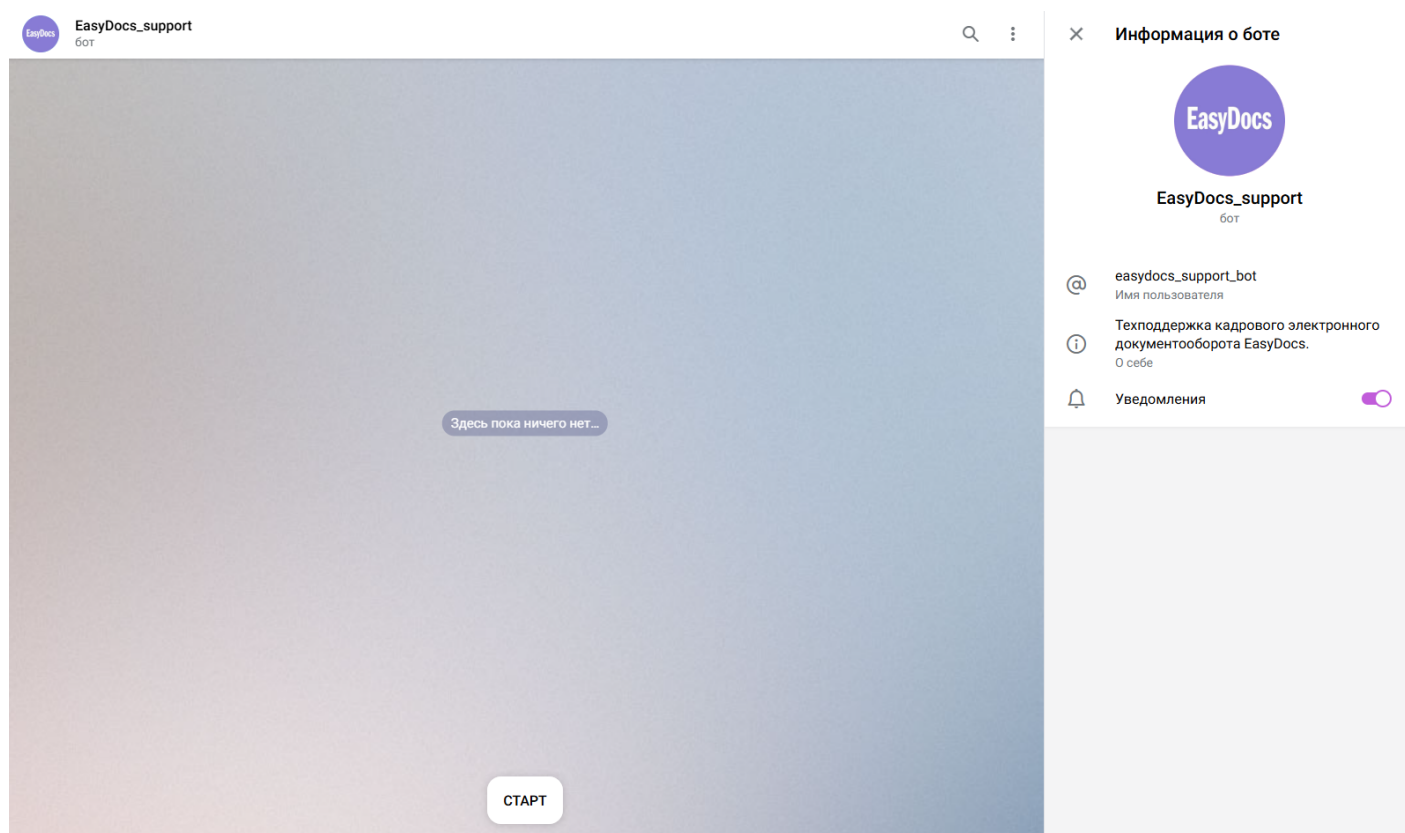 EasyDocs
EasyDocs_support
бот
Здесь пока ничего нет...
СТАРТ
Информация о боте
EasyDocs
EasyDocs_support
бот
easydocs_support_bot
Имя пользователя
Техподдержка кадрового электронного
документооборота EasyDocs.
О себе
Уведомления